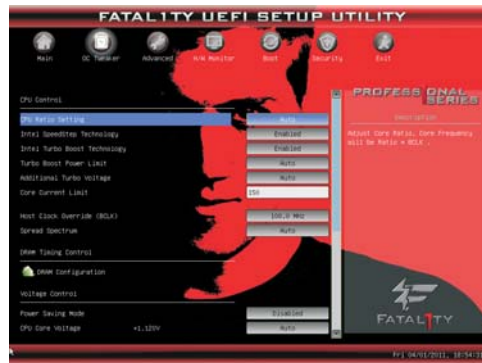 FATAL1TY UEFI SETUP UTILITY
Main OC Tweaker Advanced H/W Monitor Boot Security Exit
PROFESSIONAL SERIES
CPU Control
Description
CPU Ratio Setting Auto
Adjust Core Ratio, Core Frequency
will be Ratio * BCLK .
Intel SpeedStep Technology Enabled
Intel Turbo Boost Technology Enabled
Turbo Boost Power Limit Auto
Additional Turbo Voltage Auto
Core Current Limit 150
Host Clock Override (BCLK) 100.0 MHz
Spread Spectrum Auto
DRAM Timing Control
DRAM Configuration
Voltage Control
Power Saving Mode Disabled
CPU Core Voltage +1.120V Auto
FATAL1TY
Fri 04/01/2011,